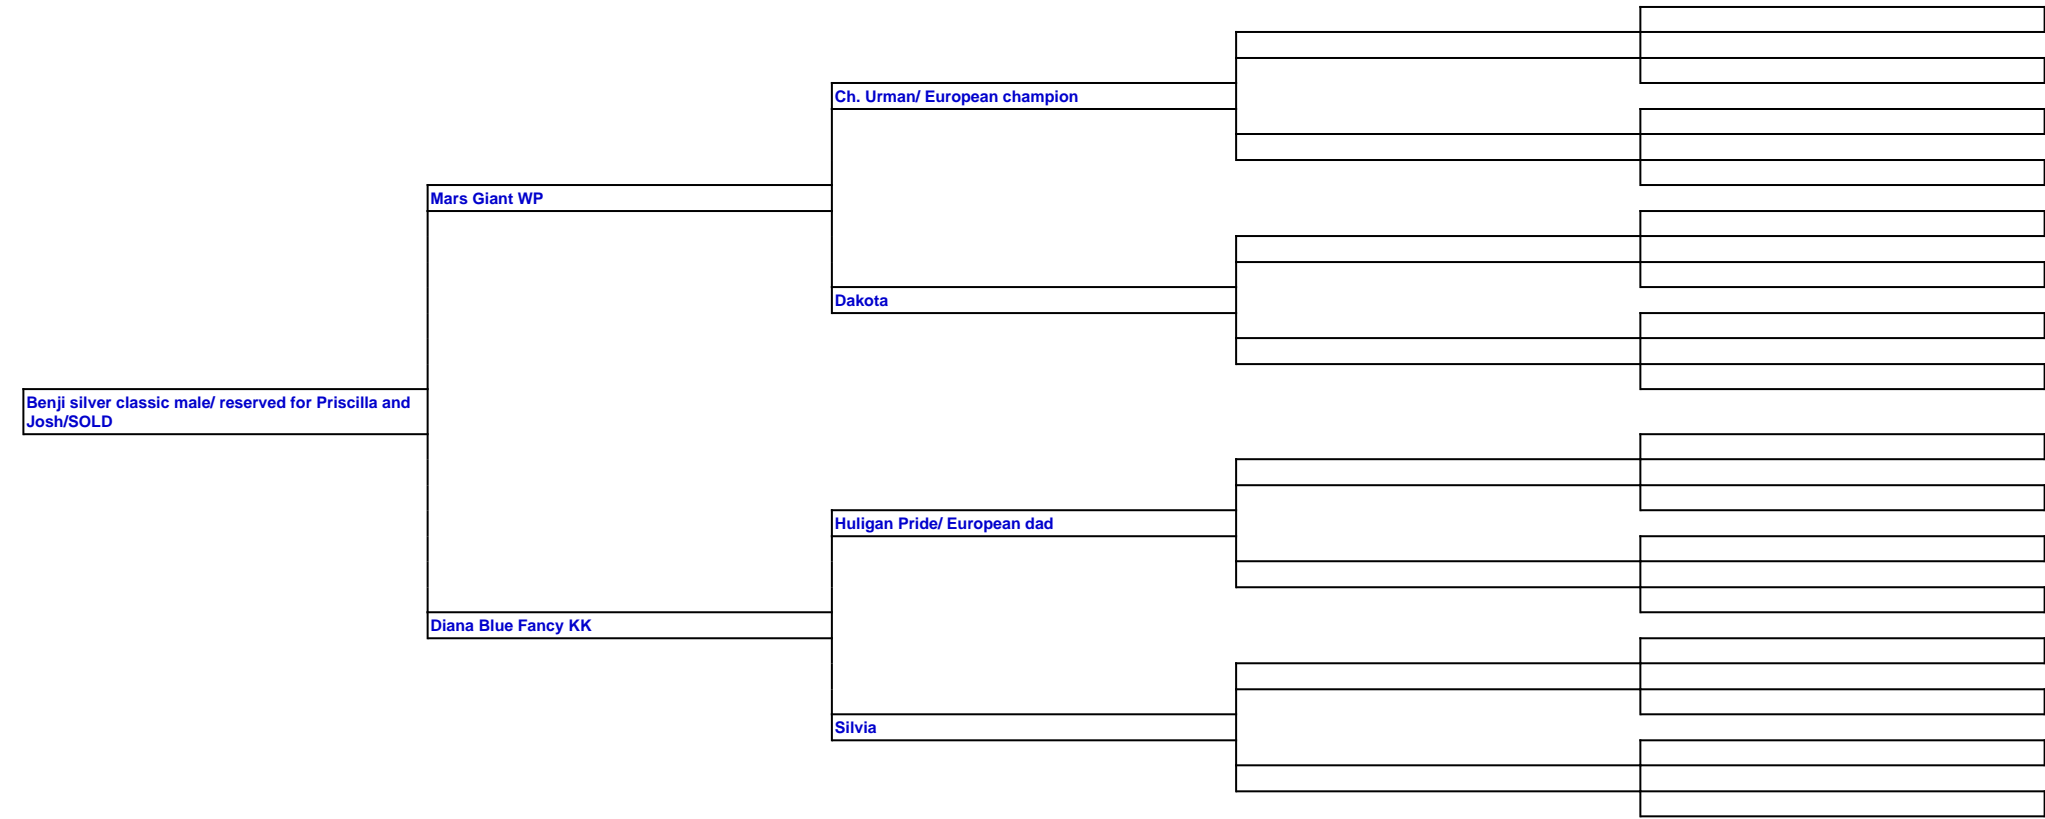 Ch. Urman/ European champion
Mars Giant WP
Dakota
Benji silver classic male/ reserved for Priscilla and
Josh/SOLD
Huligan Pride/ European dad
Diana Blue Fancy KK
Silvia